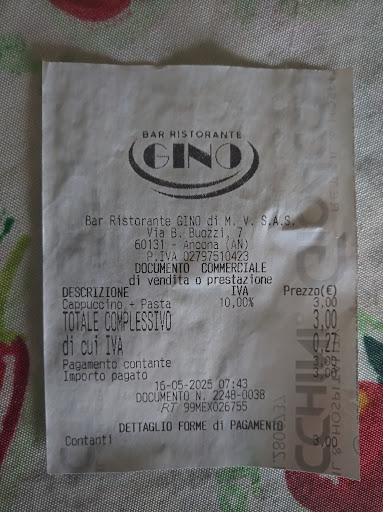 BAR RISTORANTE
GINO
Bar Ristorante GINO di M. V. S.A.S.
Via B. Buozzi, 7
60131 - Ancona (AN)
P.IVA 02797510423
DOCUMENTO COMMERCIALE
di vendita o prestazione
DESCRIZIONE IVA Prezzo(€)
Cappuccino + Pasta 10,00% 3,00
TOTALE COMPLESSIVO 3,00
di cui IVA 0,27
Pagamento contante 3,00
Importo pagato 3,00
16-05-2025 07:43
DOCUMENTO N. 2248-0038
RT 99MEX026755
DETTAGLIO FORME di PAGAMENTO
Contanti 3,00